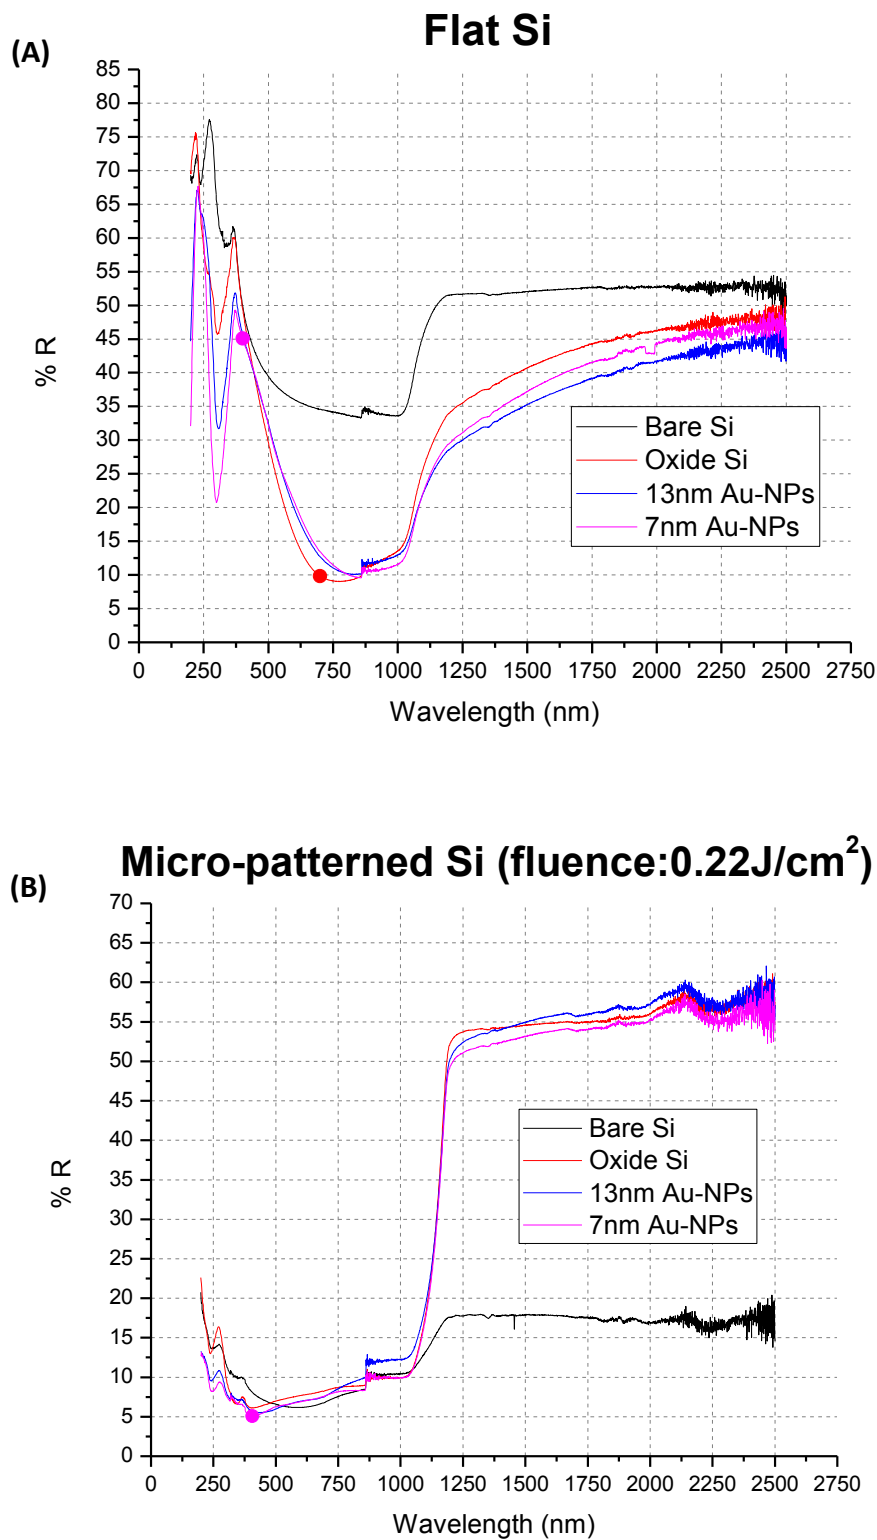 Flat Si
(A)
85
80
75
70
65
60
55
50
45
40
35
30
25
20
15
10
5
0
% R
Bare Si
Oxide Si
13nm Au-NPs
7nm Au-NPs
0 250 500 750 1000 1250 1500 1750 2000 2250 2500 2750
Wavelength (nm)
Micro-patterned Si (fluence:0.22J/cm²)
(B)
70
65
60
55
50
45
40
35
30
25
20
15
10
5
0
% R
Bare Si
Oxide Si
13nm Au-NPs
7nm Au-NPs
0 250 500 750 1000 1250 1500 1750 2000 2250 2500 2750
Wavelength (nm)